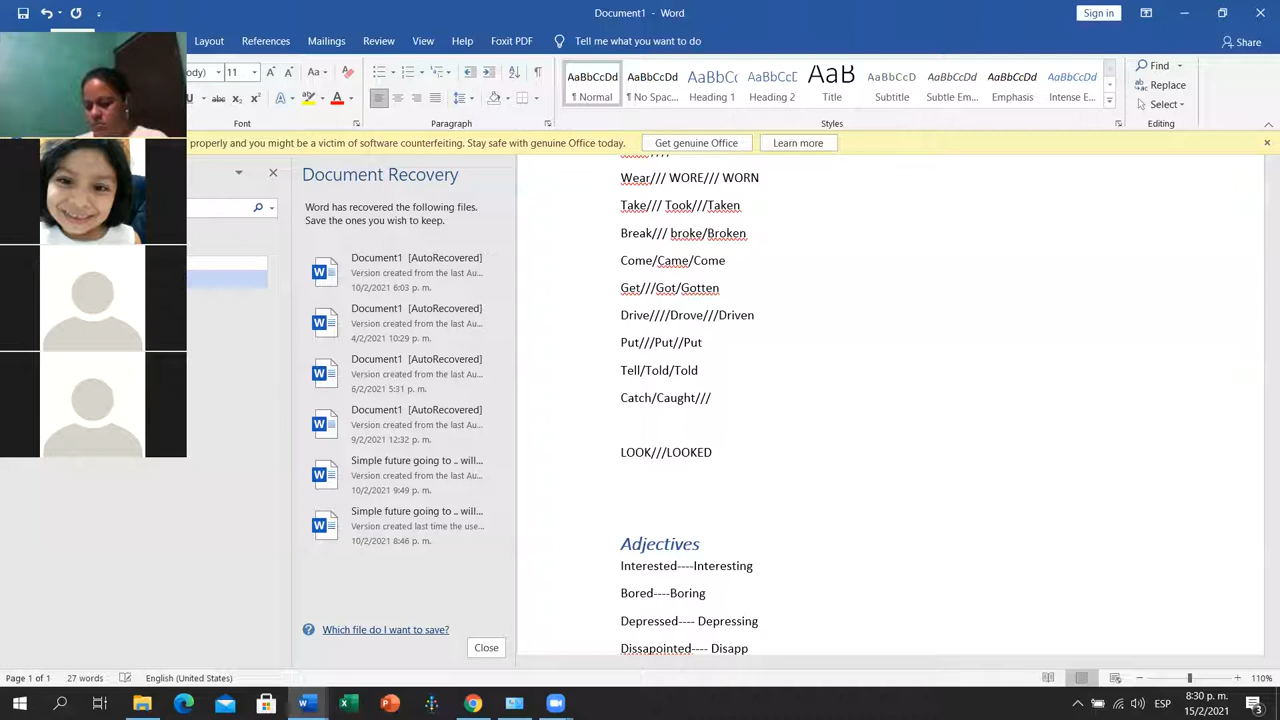 Document1 - Word
Sign in
Layout References Mailings Review View Help Foxit PDF Tell me what you want to do
Share
11
Aa
AaBbCcDd AaBbCcDd AaBbCc AaBbCcD AaB AaBbCcD AaBbCcDd AaBbCcDd AaBbCcDd
¶ Normal ¶ No Spac... Heading 1 Heading 2 Title Subtitle Subtle Em... Emphasis Intense E...
Find
Replace
Select
Font Paragraph Styles Editing
properly and you might be a victim of software counterfeiting. Stay safe with genuine Office today. Get genuine Office Learn more
Document Recovery
Word has recovered the following files.
Save the ones you wish to keep.
Document1 [AutoRecovered]
Version created from the last Au...
10/2/2021 6:03 p. m.
Document1 [AutoRecovered]
Version created from the last Au...
4/2/2021 10:29 p. m.
Document1 [AutoRecovered]
Version created from the last Au...
6/2/2021 5:31 p. m.
Document1 [AutoRecovered]
Version created from the last Au...
9/2/2021 12:32 p. m.
Simple future going to .. will...
Version created from the last Au...
10/2/2021 9:49 p. m.
Simple future going to .. will...
Version created last time the use...
10/2/2021 8:46 p. m.
Which file do I want to save?
Close
Wear/// WORE/// WORN
Take/// Took///Taken
Break/// broke/Broken
Come/Came/Come
Get///Got/Gotten
Drive////Drove///Driven
Put///Put//Put
Tell/Told/Told
Catch/Caught///
LOOK///LOOKED
Adjectives
Interested----Interesting
Bored----Boring
Depressed---- Depressing
Dissapointed---- Disapp
Page 1 of 1 27 words English (United States) 110%
ESP
8:30 p. m.
15/2/2021
3